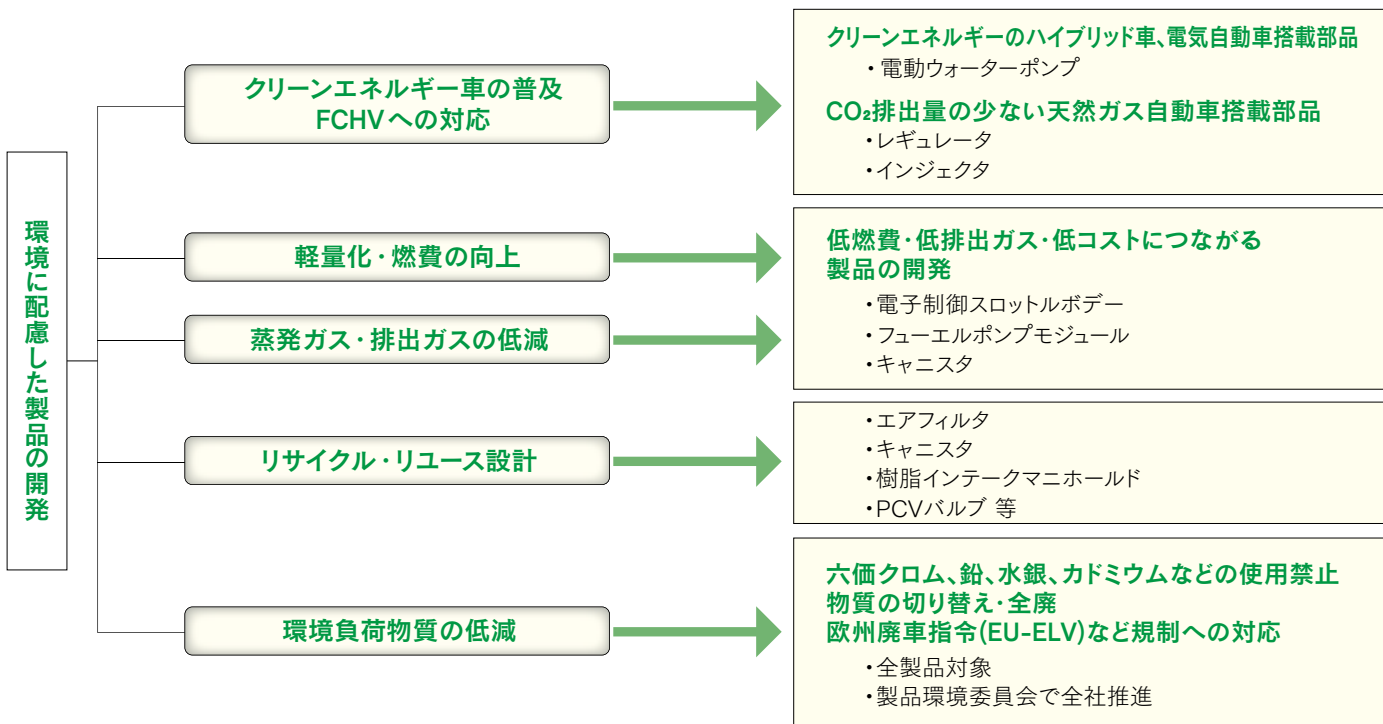 環境に配慮した製品の開発
クリーンエネルギー車の普及
FCHVへの対応
クリーンエネルギーのハイブリッド車、電気自動車搭載部品
・電動ウォーターポンプ
CO₂排出量の少ない天然ガス自動車搭載部品
・レギュレータ
・インジェクタ
軽量化・燃費の向上
蒸発ガス・排出ガスの低減
低燃費・低排出ガス・低コストにつながる
製品の開発
・電子制御スロットルボデー
・フューエルポンプモジュール
・キャニスタ
リサイクル・リユース設計
・エアフィルタ
・キャニスタ
・樹脂インテークマニホールド
・PCVバルブ 等
環境負荷物質の低減
六価クロム、鉛、水銀、カドミウムなどの使用禁止
物質の切り替え・全廃
欧州廃車指令(EU-ELV)など規制への対応
・全製品対象
・製品環境委員会で全社推進